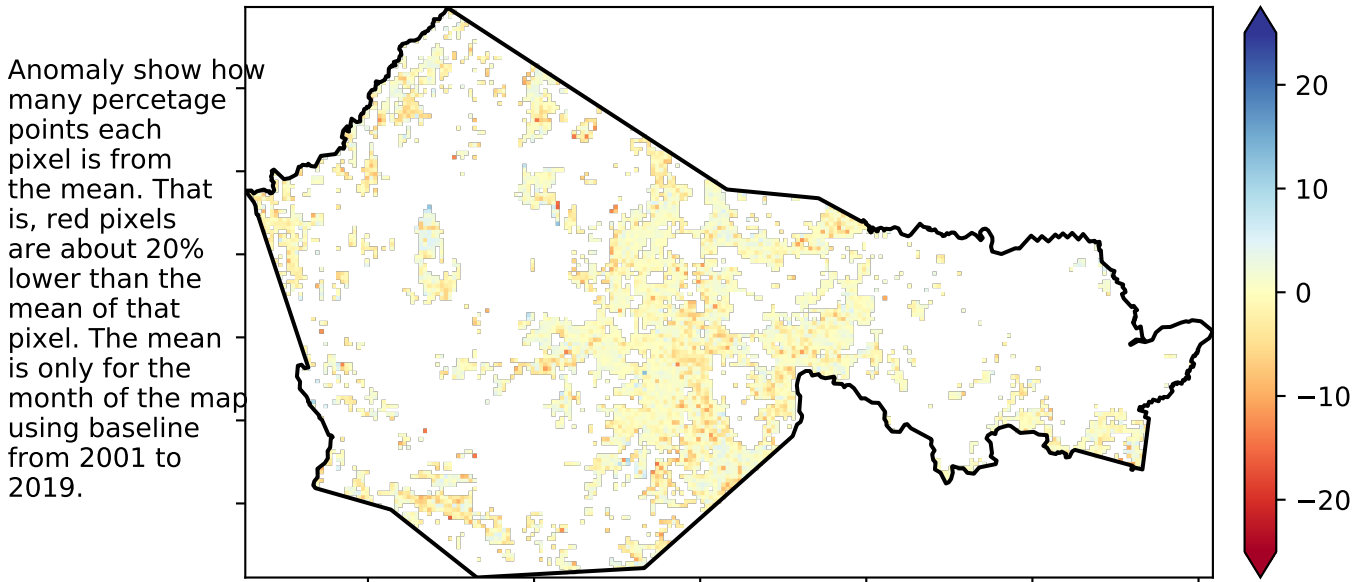 Anomaly show how
many percetage
points each
pixel is from
the mean. That
is, red pixels
are about 20%
lower than the
mean of that
pixel. The mean
is only for the
month of the map
using baseline
from 2001 to
2019.
20
10
0
−10
−20